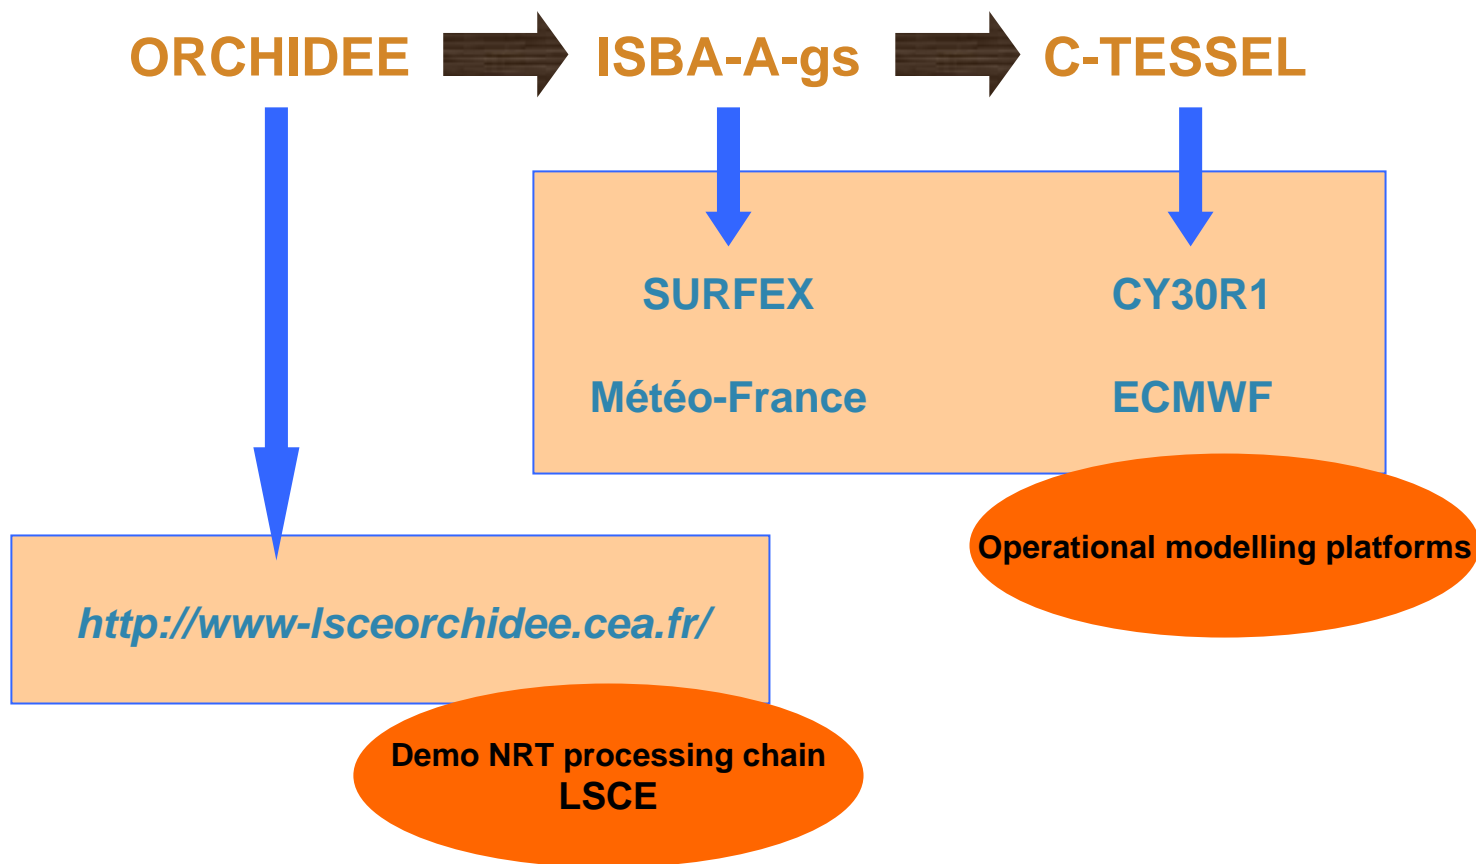 ORCHIDEE
ISBA-A-gs
C-TESSEL
SURFEX
CY30R1
Météo-France
ECMWF
Operational modelling platforms
http://www-lsceorchidee.cea.fr/
Demo NRT processing chain
LSCE